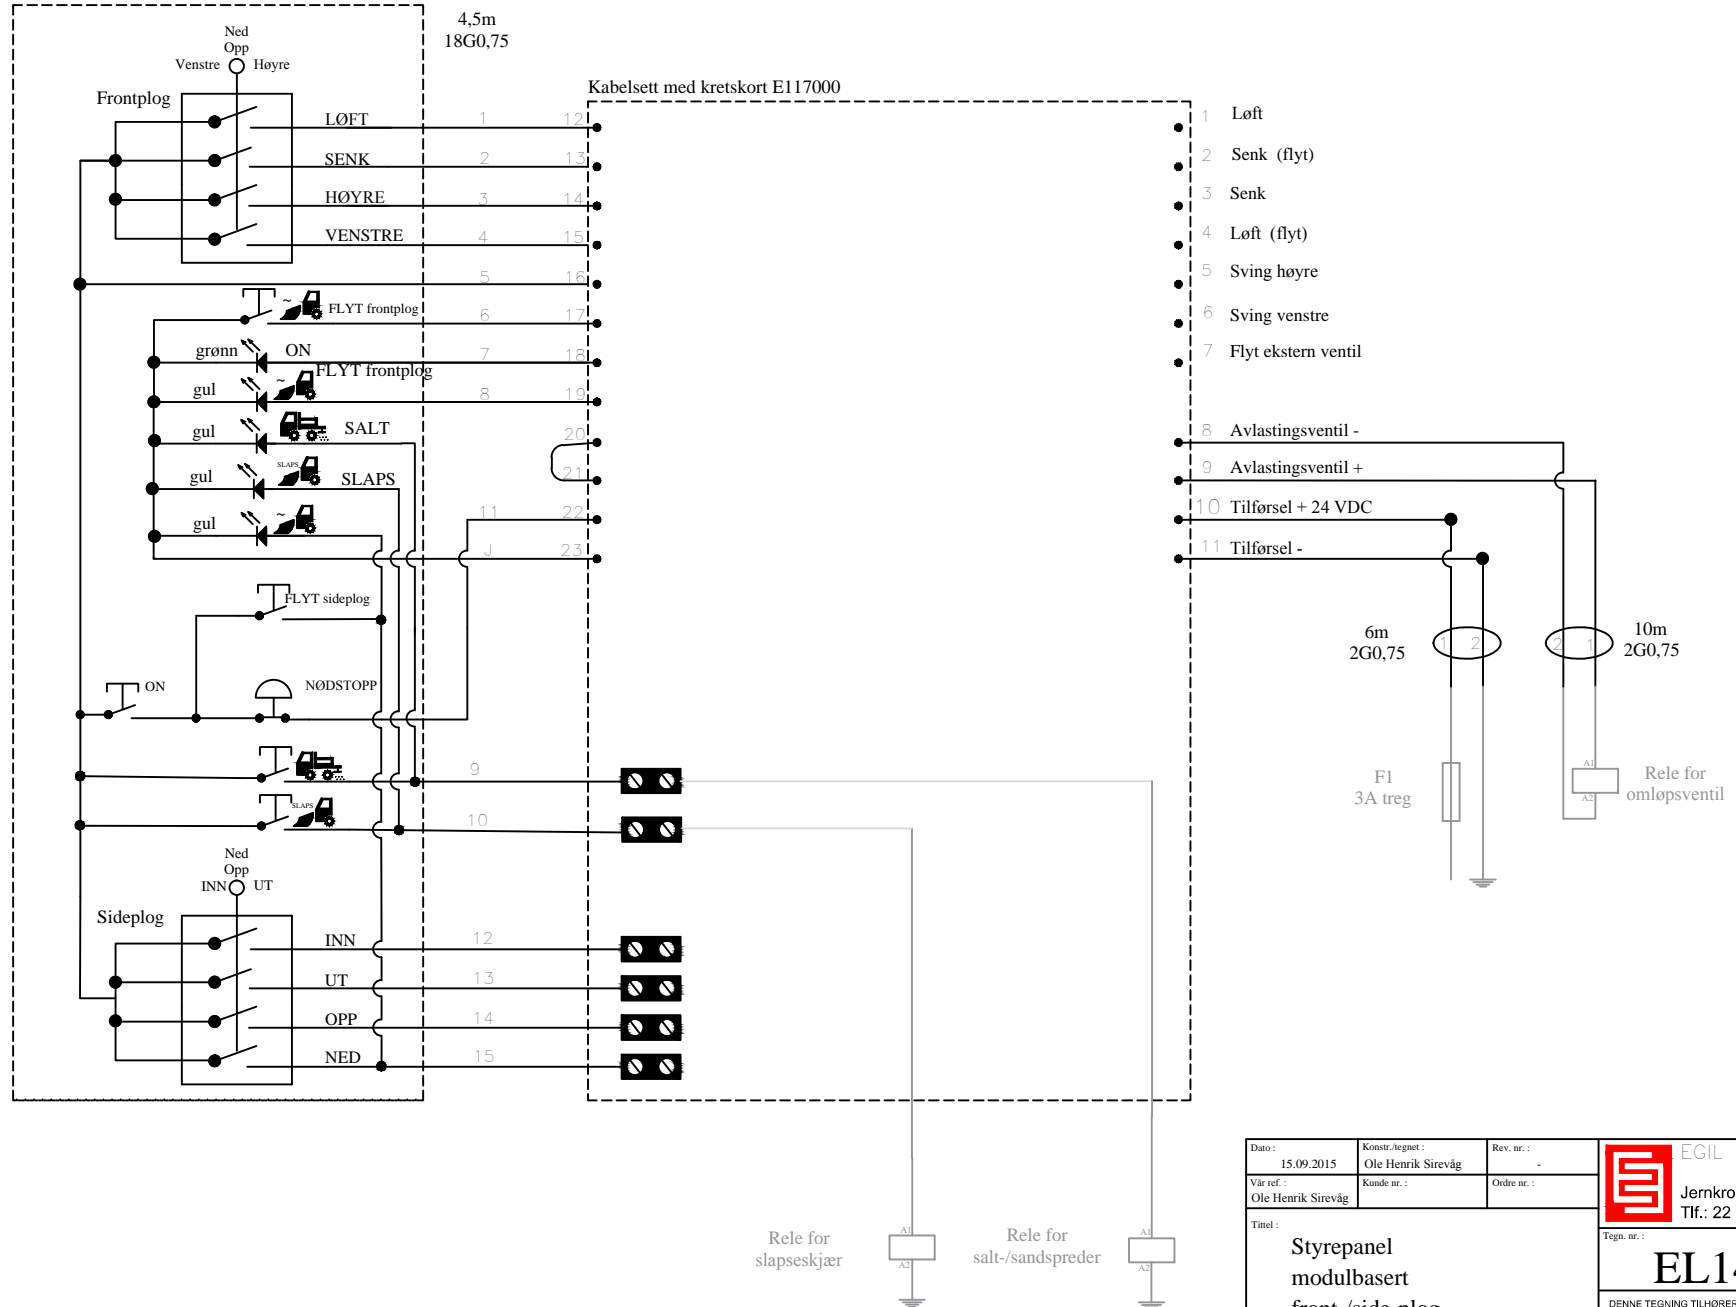 4,5m
18G0,75
Ned
Opp
Venstre
Høyre
Kabelsett med kretskort E117000
Frontplog
LØFT 1 12
SENK 2 13
HØYRE 3 14
VENSTRE 4 15
5 16
FLYT frontplog 6 17
grønn ON 7 18
FLYT frontplog
gul 8 19
gul SALT 20
SLAPS
gul SLAPS 21
gul 11 22
J 23
1 Løft
2 Senk (flyt)
3 Senk
4 Løft (flyt)
5 Sving høyre
6 Sving venstre
7 Flyt ekstern ventil
8 Avlastingsventil -
9 Avlastingsventil +
10 Tilførsel + 24 VDC
11 Tilførsel -
FLYT sideplog
6m
2G0,75
1 2
2 1
10m
2G0,75
ON
NØDSTOPP
9
SLAPS
10
F1
3A treg
A1
A2
Rele for
omløpsventil
Ned
Opp
INN
UT
Sideplog
INN 12
UT 13
OPP 14
NED 15
Rele for
slapseskjær
A1
A2
Rele for
salt-/sandspreder
A1
A2
Dato :
15.09.2015
Konstr./tegnet :
Ole Henrik Sirevåg
Rev. nr. :
-
Vår ref. :
Ole Henrik Sirevåg
Kunde nr. :
Ordre nr. :
EGIL
Jernkro
Tlf.: 22
Tittel :
Styrepanel
modulbasert
front-/side plog
Tegn. nr. :
EL14
DENNE TEGNING TILHØRER